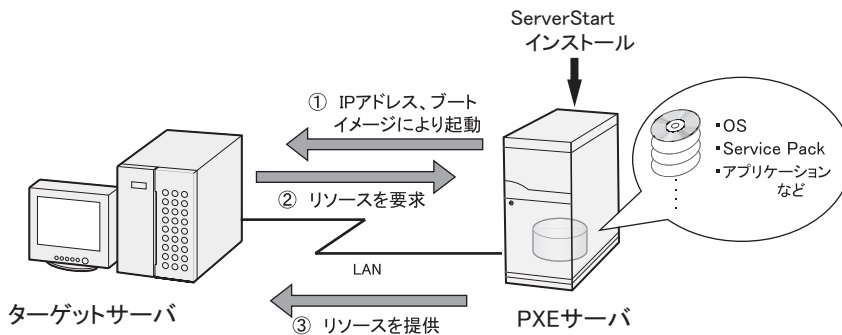 ServerStart
インストール
① IPアドレス、ブート
イメージにより起動
② リソースを要求
・OS
・Service Pack
・アプリケーション
など
LAN
③ リソースを提供
ターゲットサーバ
PXEサーバ